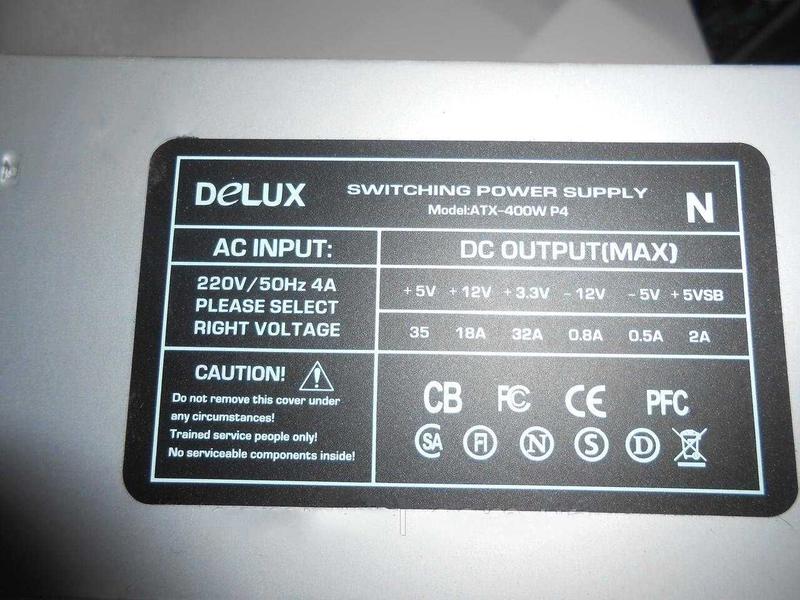 DeLUX
SWITCHING POWER SUPPLY
Model:ATX-400W P4
N
AC INPUT:
220V/50Hz 4A
PLEASE SELECT
RIGHT VOLTAGE
DC OUTPUT(MAX)
+5V +12V +3.3V -12V -5V +5VSB
35 18A 32A 0.8A 0.5A 2A
CAUTION!
Do not remove this cover under
any circumstances!
Trained service people only!
No serviceable components inside!
CB FC CE PFC
SA FI N S D